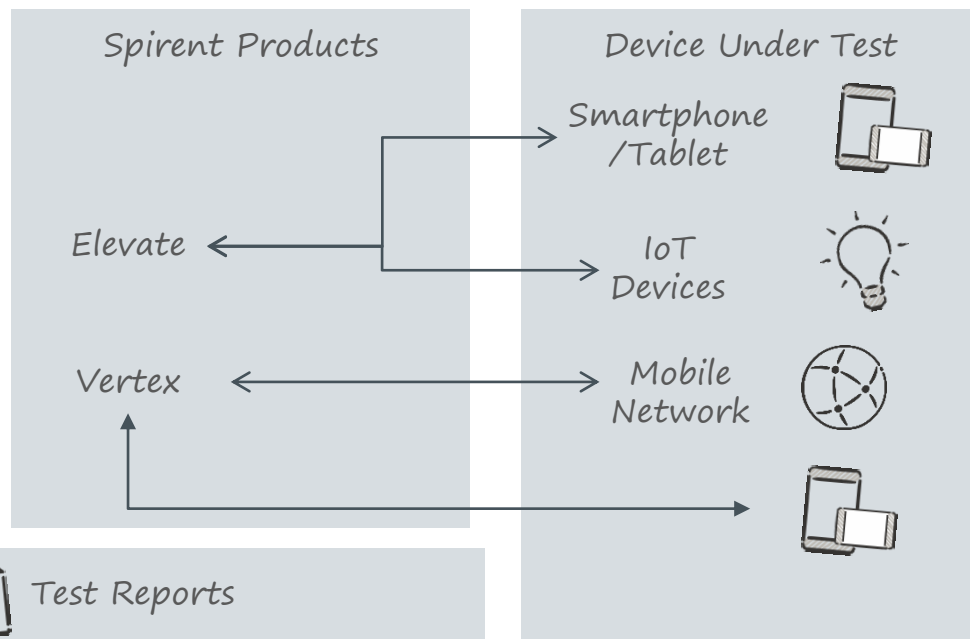 Spirent Products
Device Under Test
Smartphone
/Tablet
Elevate
IoT
Devices
Vertex
Mobile
Network
Test Reports